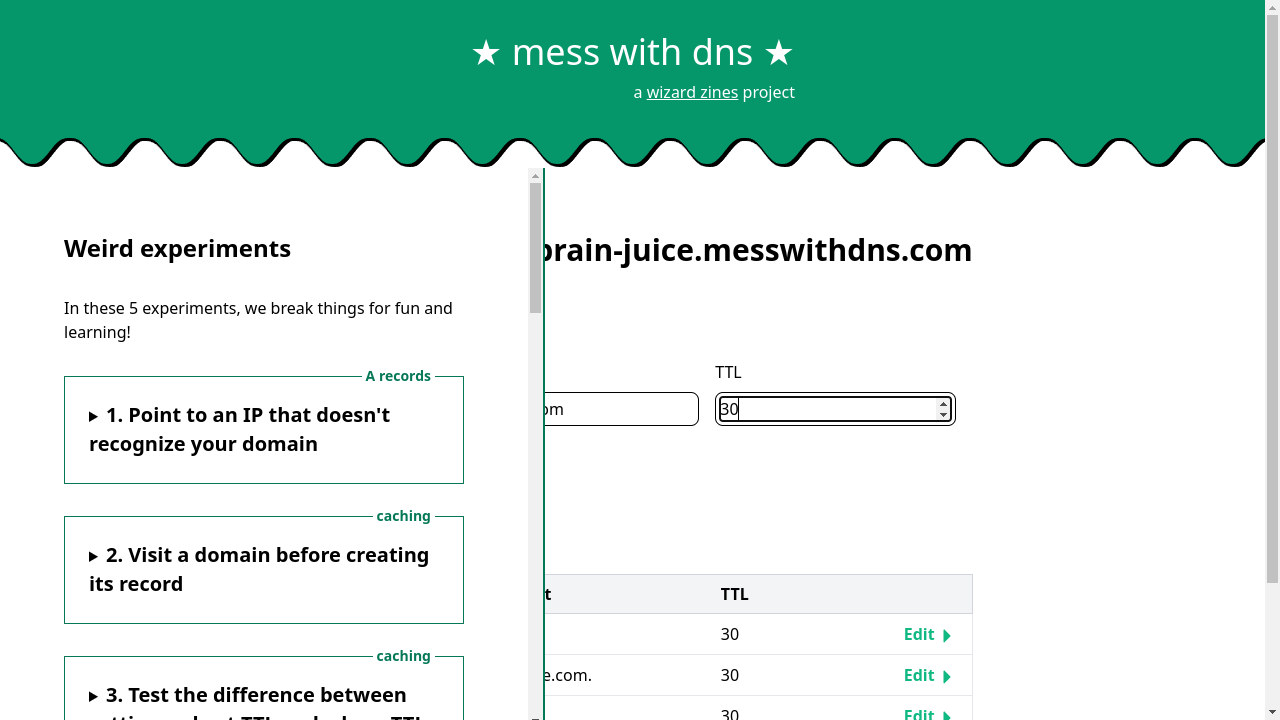 ★ mess with dns ★
a wizard zines project
Weird experiments
In these 5 experiments, we break things for fun and
learning!
A records
1. Point to an IP that doesn't
recognize your domain
caching
2. Visit a domain before creating
its record
caching
3. Test the difference between
brain-juice.messwithdns.com
TTL
om
30
t
TTL
30
Edit
e.com.
30
Edit
30
Edit